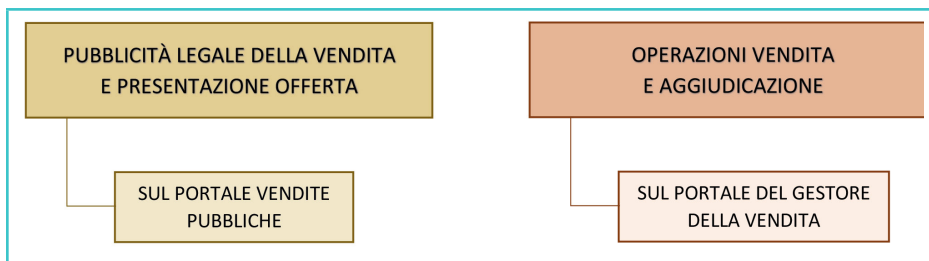 PUBBLICITÀ LEGALE DELLA VENDITA
E PRESENTAZIONE OFFERTA
SUL PORTALE VENDITE
PUBBLICHE
OPERAZIONI VENDITA
E AGGIUDICAZIONE
SUL PORTALE DEL GESTORE
DELLA VENDITA